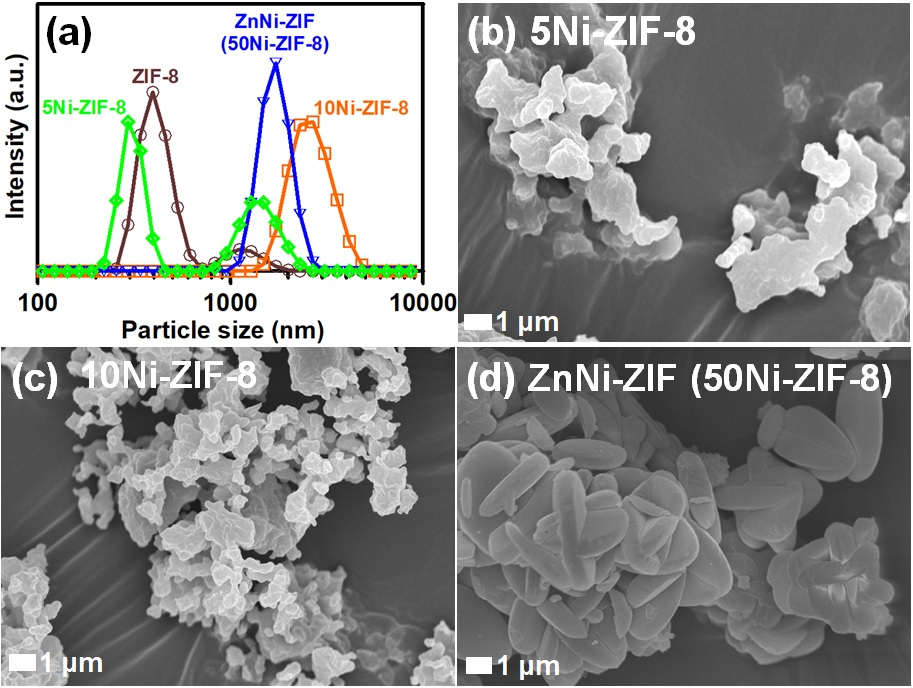 (a)
ZnNi-ZIF
(50Ni-ZIF-8)
ZIF-8
5Ni-ZIF-8
10Ni-ZIF-8
Intensity (a.u.)
100
1000
10000
Particle size (nm)
(b) 5Ni-ZIF-8
1 µm
(c) 10Ni-ZIF-8
1 µm
(d) ZnNi-ZIF (50Ni-ZIF-8)
1 µm